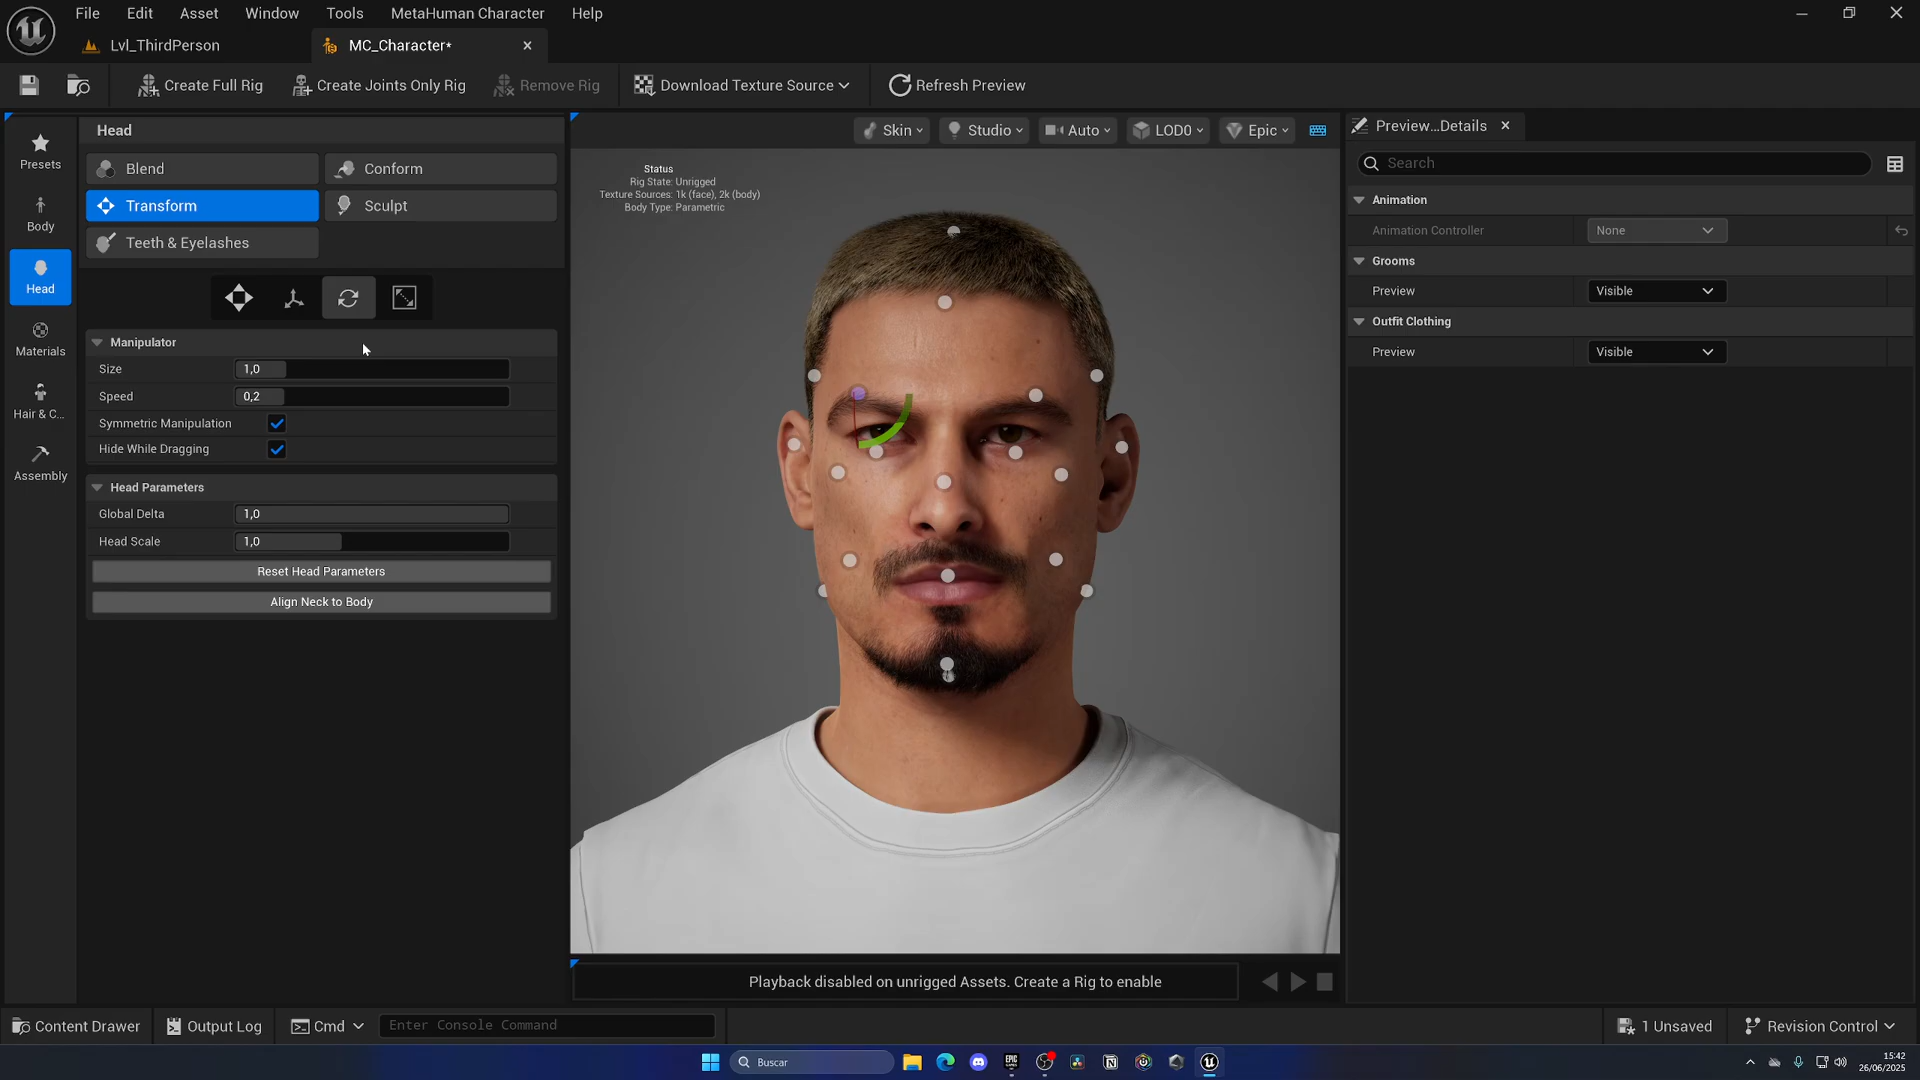 File Edit Asset Window Tools MetaHuman Character Help
Lvl_ThirdPerson
MC_Character*
Create Full Rig
Create Joints Only Rig
Remove Rig
Download Texture Source
Refresh Preview
Presets
Body
Head
Materials
Hair & C...
Assembly
Head
Blend
Conform
Transform
Sculpt
Teeth & Eyelashes
Manipulator
Size 1,0
Speed 0,2
Symmetric Manipulation
Hide While Dragging
Head Parameters
Global Delta 1,0
Head Scale 1,0
Reset Head Parameters
Align Neck to Body
Skin
Studio
Auto
LOD0
Epic
Status
Rig State: Unrigged
Texture Sources: 1k (face), 2k (body)
Body Type: Parametric
Playback disabled on unrigged Assets. Create a Rig to enable
Preview...Details
Search
Animation
Animation Controller None
Grooms
Preview Visible
Outfit Clothing
Preview Visible
Content Drawer
Output Log
Cmd
Enter Console Command
1 Unsaved
Revision Control
Buscar
EPIC
GAMES
15:42
26/06/2025